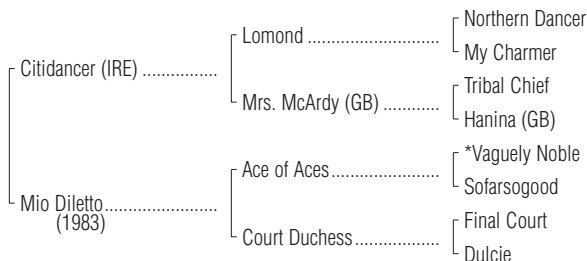 Northern Dancer
Lomond
My Charmer
Citidancer (IRE)
Tribal Chief
Mrs. McArdy (GB)
Hanina (GB)
*Vaguely Noble
Ace of Aces
Sofarsogood
Mio Diletto
(1983)
Final Court
Court Duchess
Dulcie